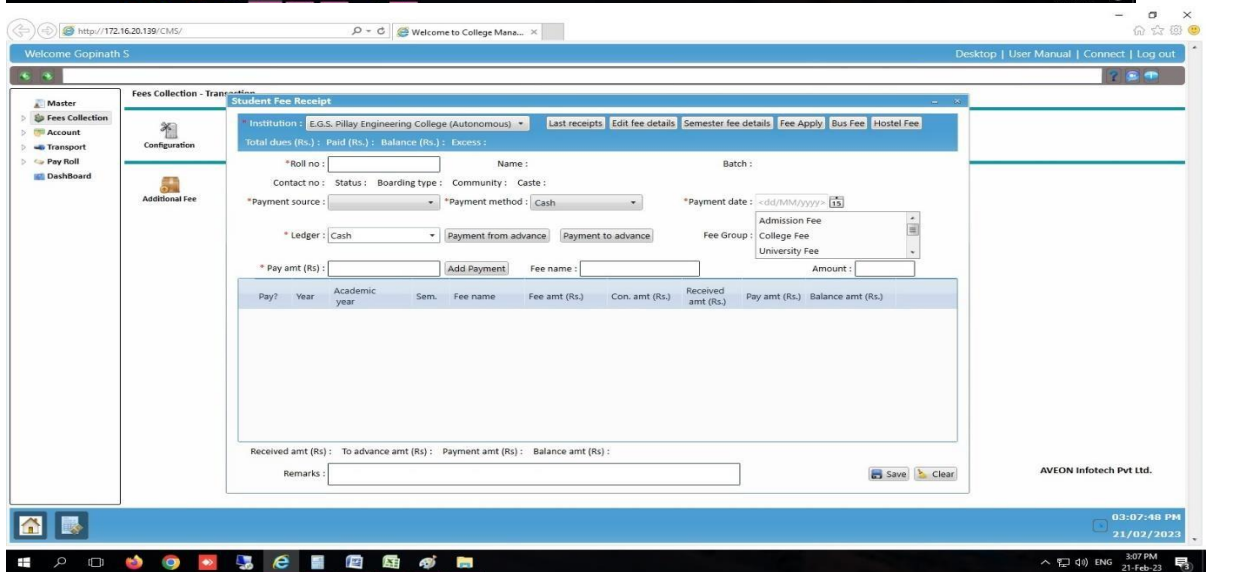 http://172.16.20.139/CMS/
Welcome to College Mana...
Welcome Gopinath S
Desktop | User Manual | Connect | Log out
Master
Fees Collection
Account
Transport
Pay Roll
DashBoard
Fees Collection - Transaction
Configuration
Additional Fee
Student Fee Receipt
* Institution : E.G.S. Pillay Engineering College (Autonomous) Last receipts Edit fee details Semester fee details Fee Apply Bus Fee Hostel Fee
Total dues (Rs.) : Paid (Rs.) : Balance (Rs.) : Excess :
*Roll no : Name : Batch :
Contact no : Status : Boarding type : Community : Caste :
*Payment source : *Payment method : Cash *Payment date : <dd/MM/yyyy> 15
* Ledger : Cash Payment from advance Payment to advance Fee Group :
Admission Fee
College Fee
University Fee
* Pay amt (Rs) : Add Payment Fee name : Amount :
Pay? Year Academic year Sem. Fee name Fee amt (Rs.) Con. amt (Rs.) Received amt (Rs.) Pay amt (Rs.) Balance amt (Rs.)
Received amt (Rs) : To advance amt (Rs) : Payment amt (Rs) : Balance amt (Rs) :
Remarks : Save Clear
AVEON Infotech Pvt Ltd.
03:07:48 PM
21/02/2023
ENG
3:07 PM
21-Feb-23